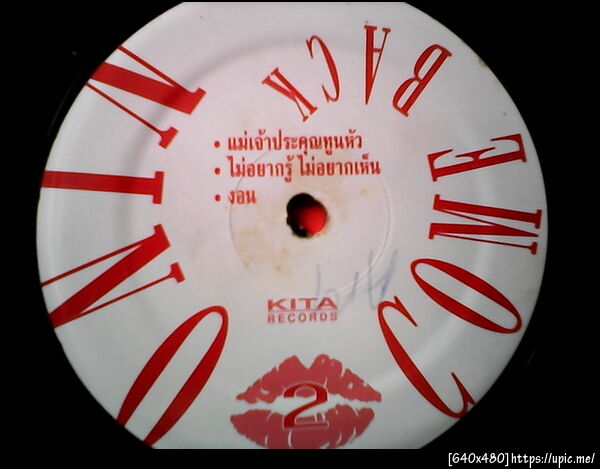 ONINN
COME BACK
• แม่เจ้าประคุณทูนหัว
• ไม่อยากรู้ ไม่อยากเห็น
• งอน
KITA
RECORDS
2
[640x480]https://upic.me/